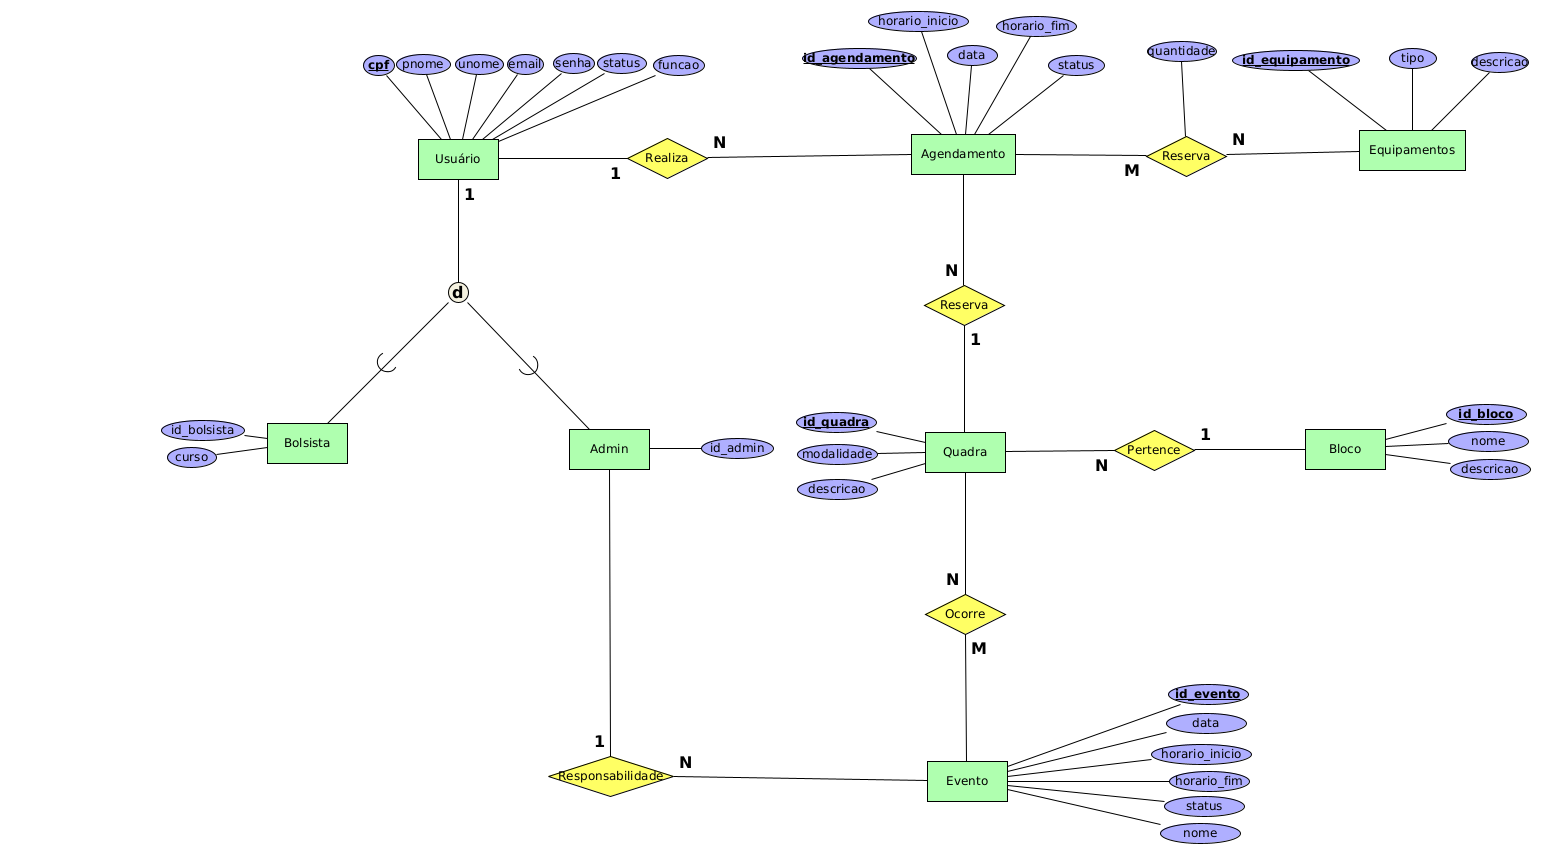 horario_inicio
horario_fim
cpf
pnome
unome
email
senha
status
funcao
id_agendamento
data
status
quantidade
id_equipamento
tipo
descricao
Usuário
1
Realiza
N
Agendamento
M
Reserva
N
Equipamentos
1
d
N
Reserva
1
id_bolsista
curso
Bolsista
Admin
id_admin
id_quadra
modalidade
descricao
Quadra
N
Pertence
1
Bloco
id_bloco
nome
descricao
N
Ocorre
M
1
Responsabilidade
N
Evento
id_evento
data
horario_inicio
horario_fim
status
nome